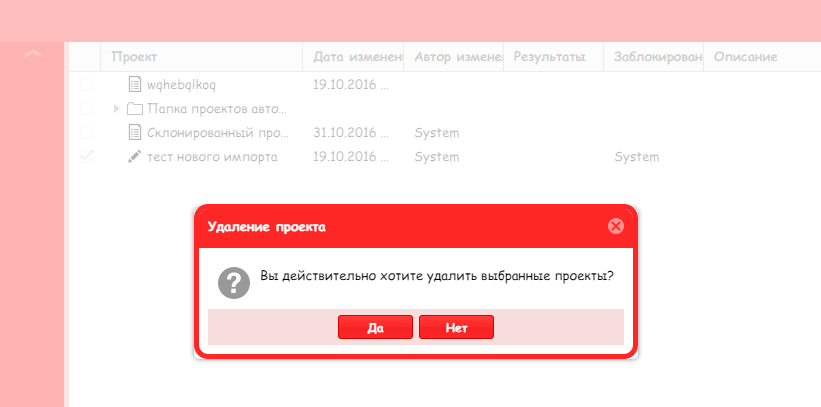 Проект Дата изменен Автор изменен Результаты Заблокирован Описание
wqhebqlkoq 19.10.2016 ...
Папка проектов авто...
Склонированный про... 31.10.2016 ... System
тест нового импорта 19.10.2016 ... System System
Удаление проекта
Вы действительно хотите удалить выбранные проекты?
Да Нет